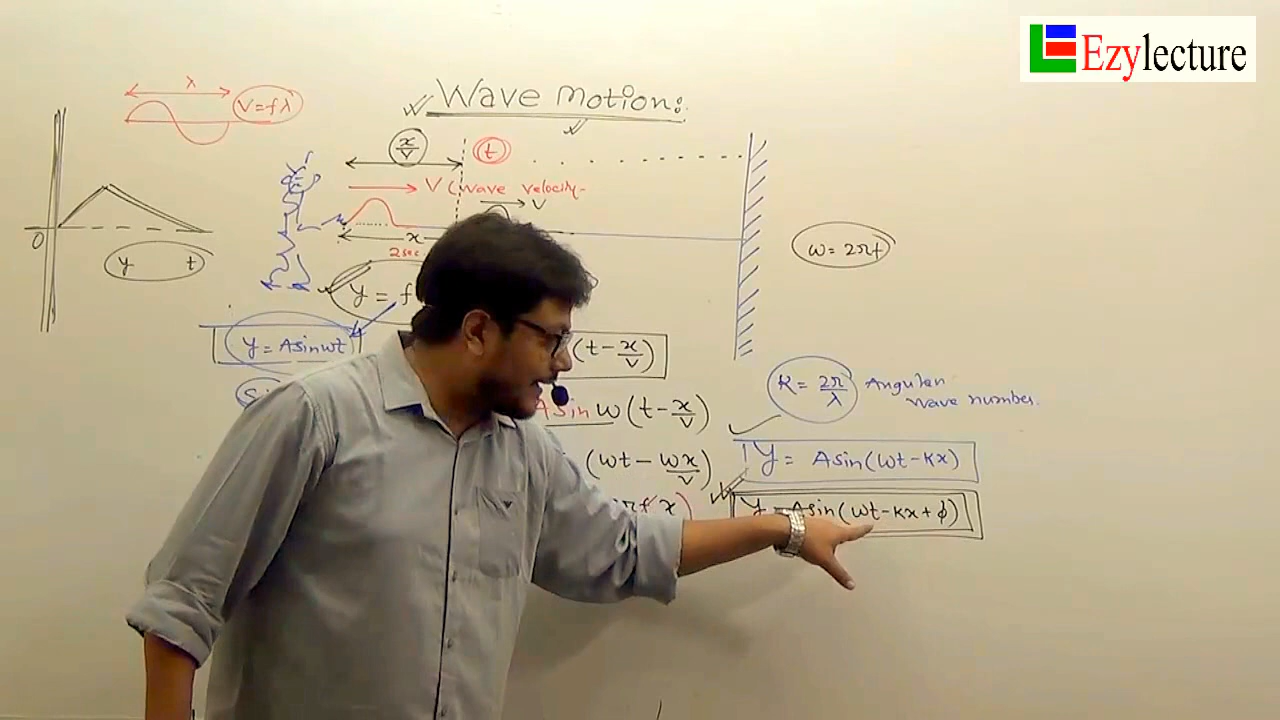 Ezylecture
Wave motion:
λ
V=fλ
x/v
t
V (wave velocity-
V
x
2sec
0
y t
ω=2πf
y = f
y = Asinωt
(t-x/v)
K = 2π/λ Angular
wave number.
Asin ω(t-x/v)
(ωt-ωx/v)
y = Asin(ωt-kx)
y = Asin(ωt-kx+ϕ)